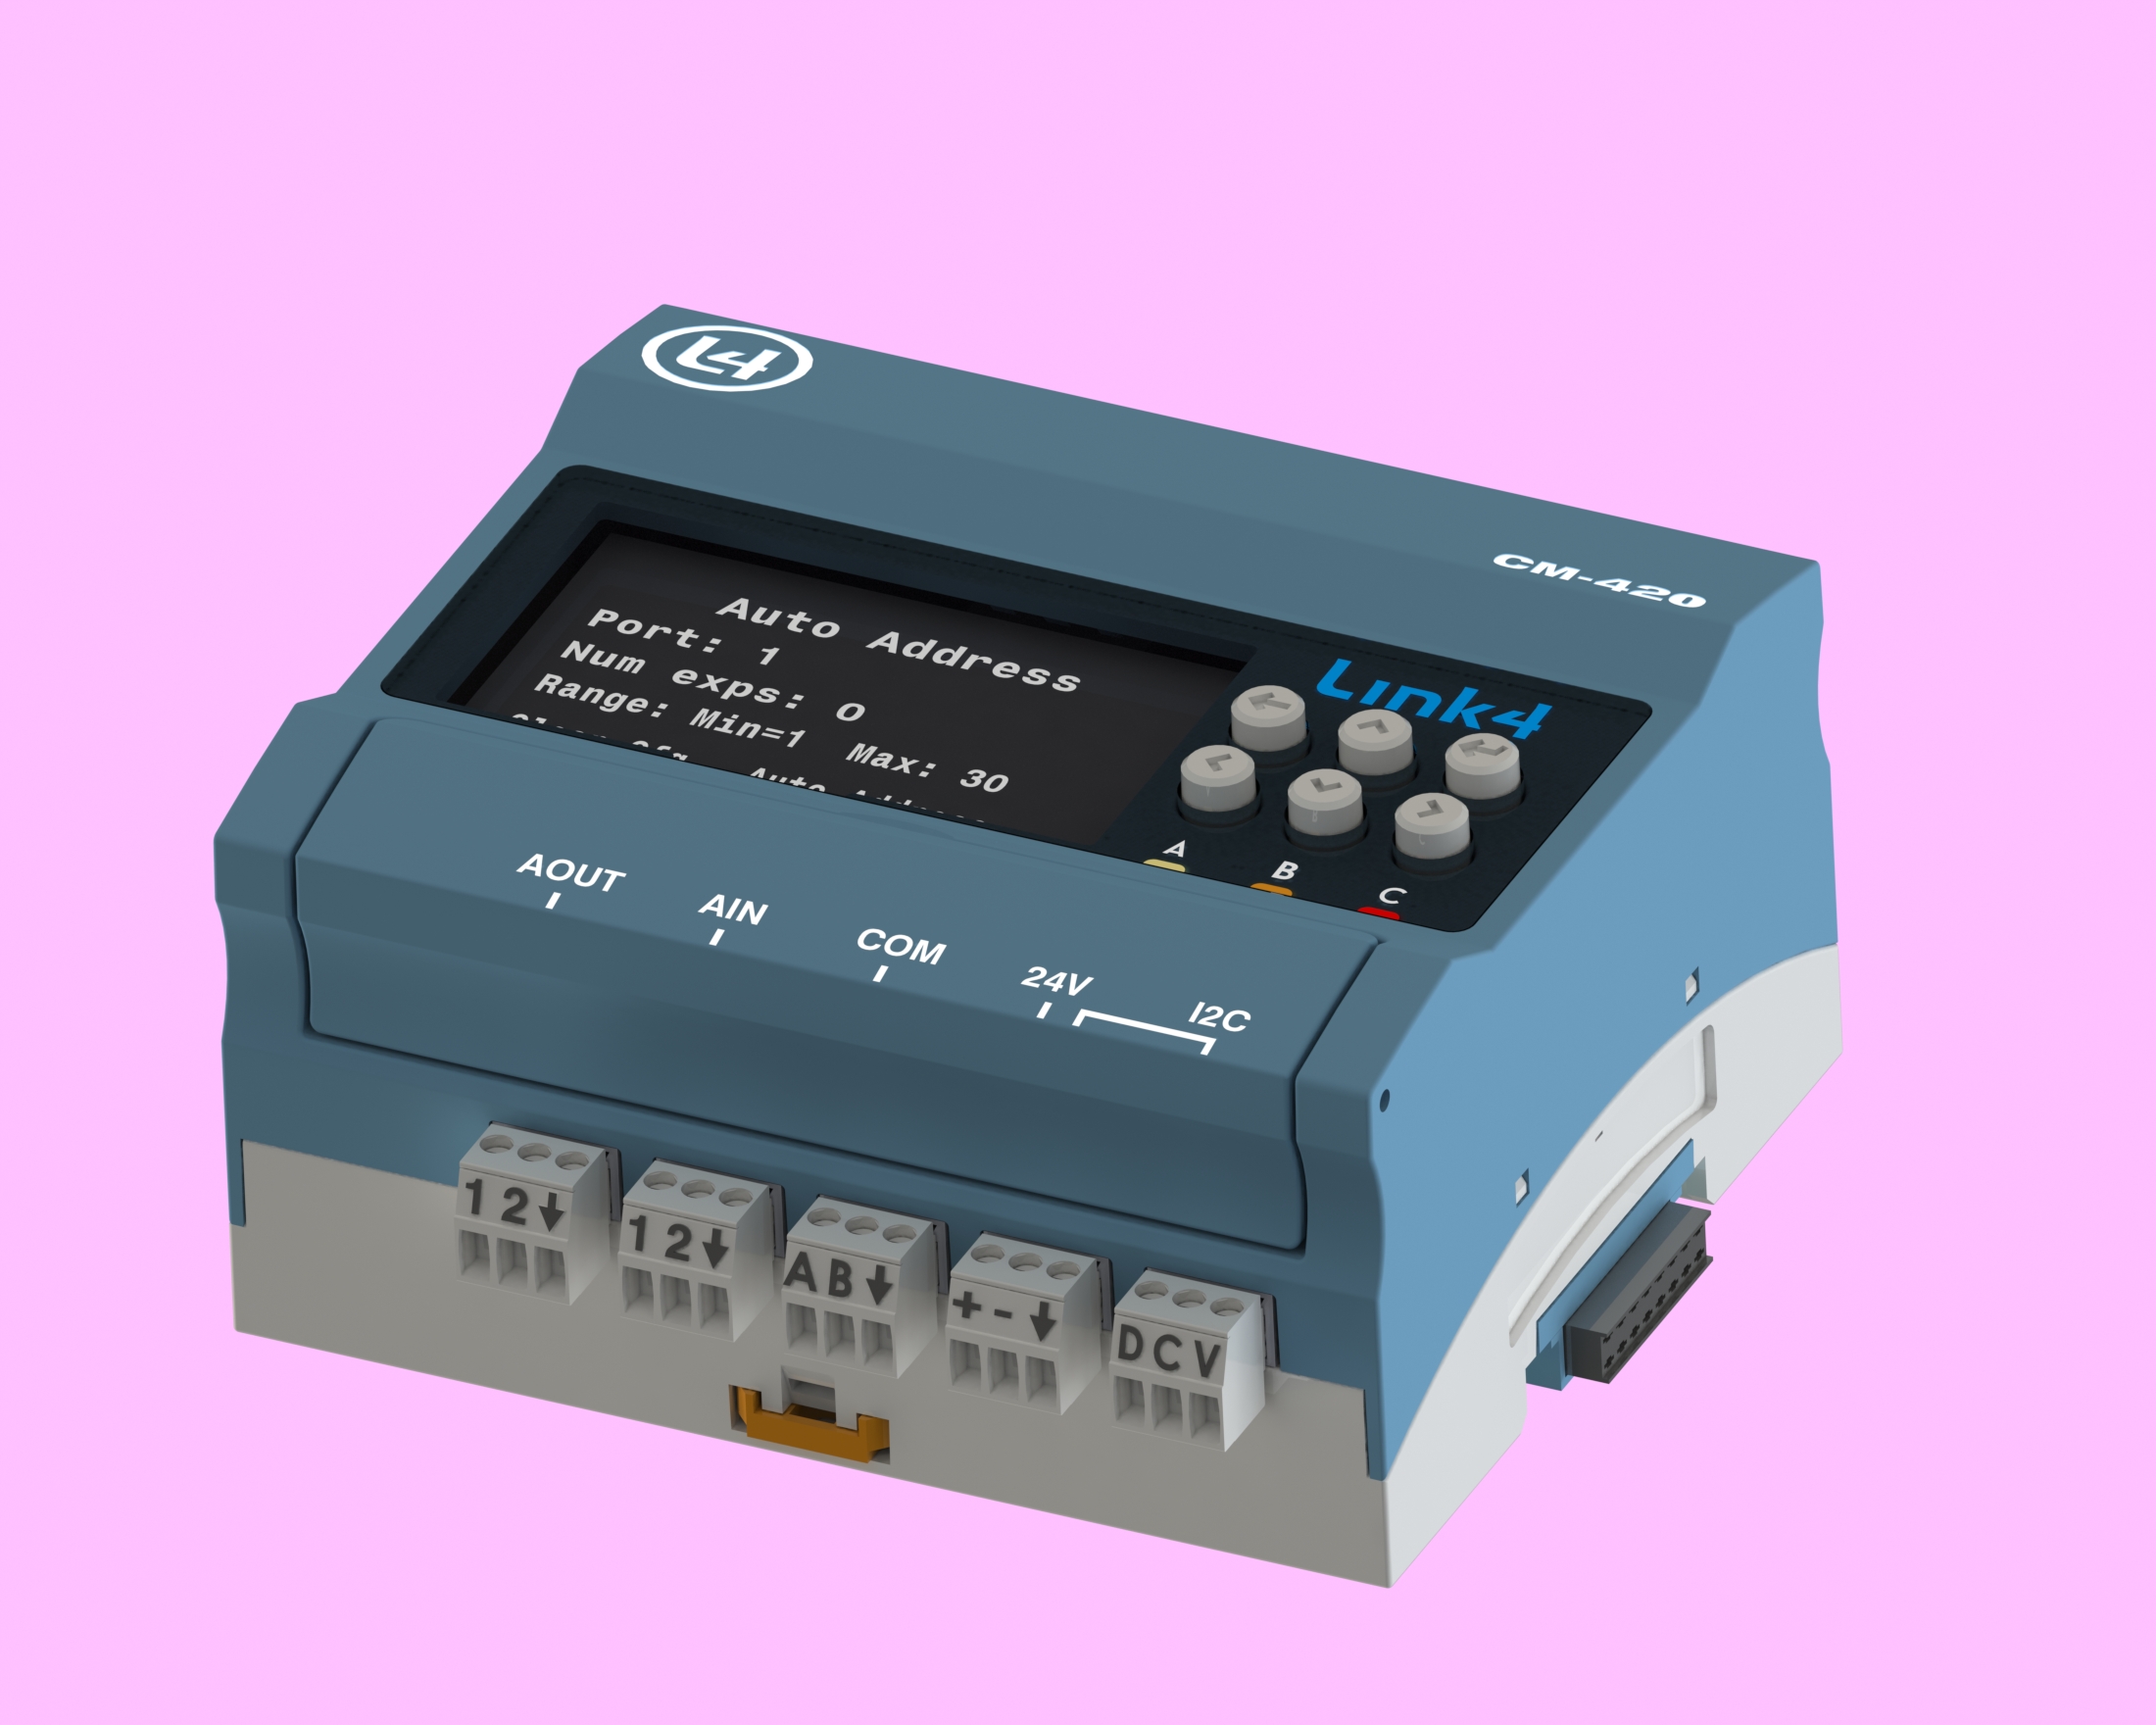 L4
CM-420
Auto Address
Port: 1
Num exps: 0
Range: Min=1 Max: 30
Link4
A
B
C
AOUT
AIN
COM
24V
I2C
1 2 ↓
1 2 ↓
A B ↓
+ - ↓
D C V